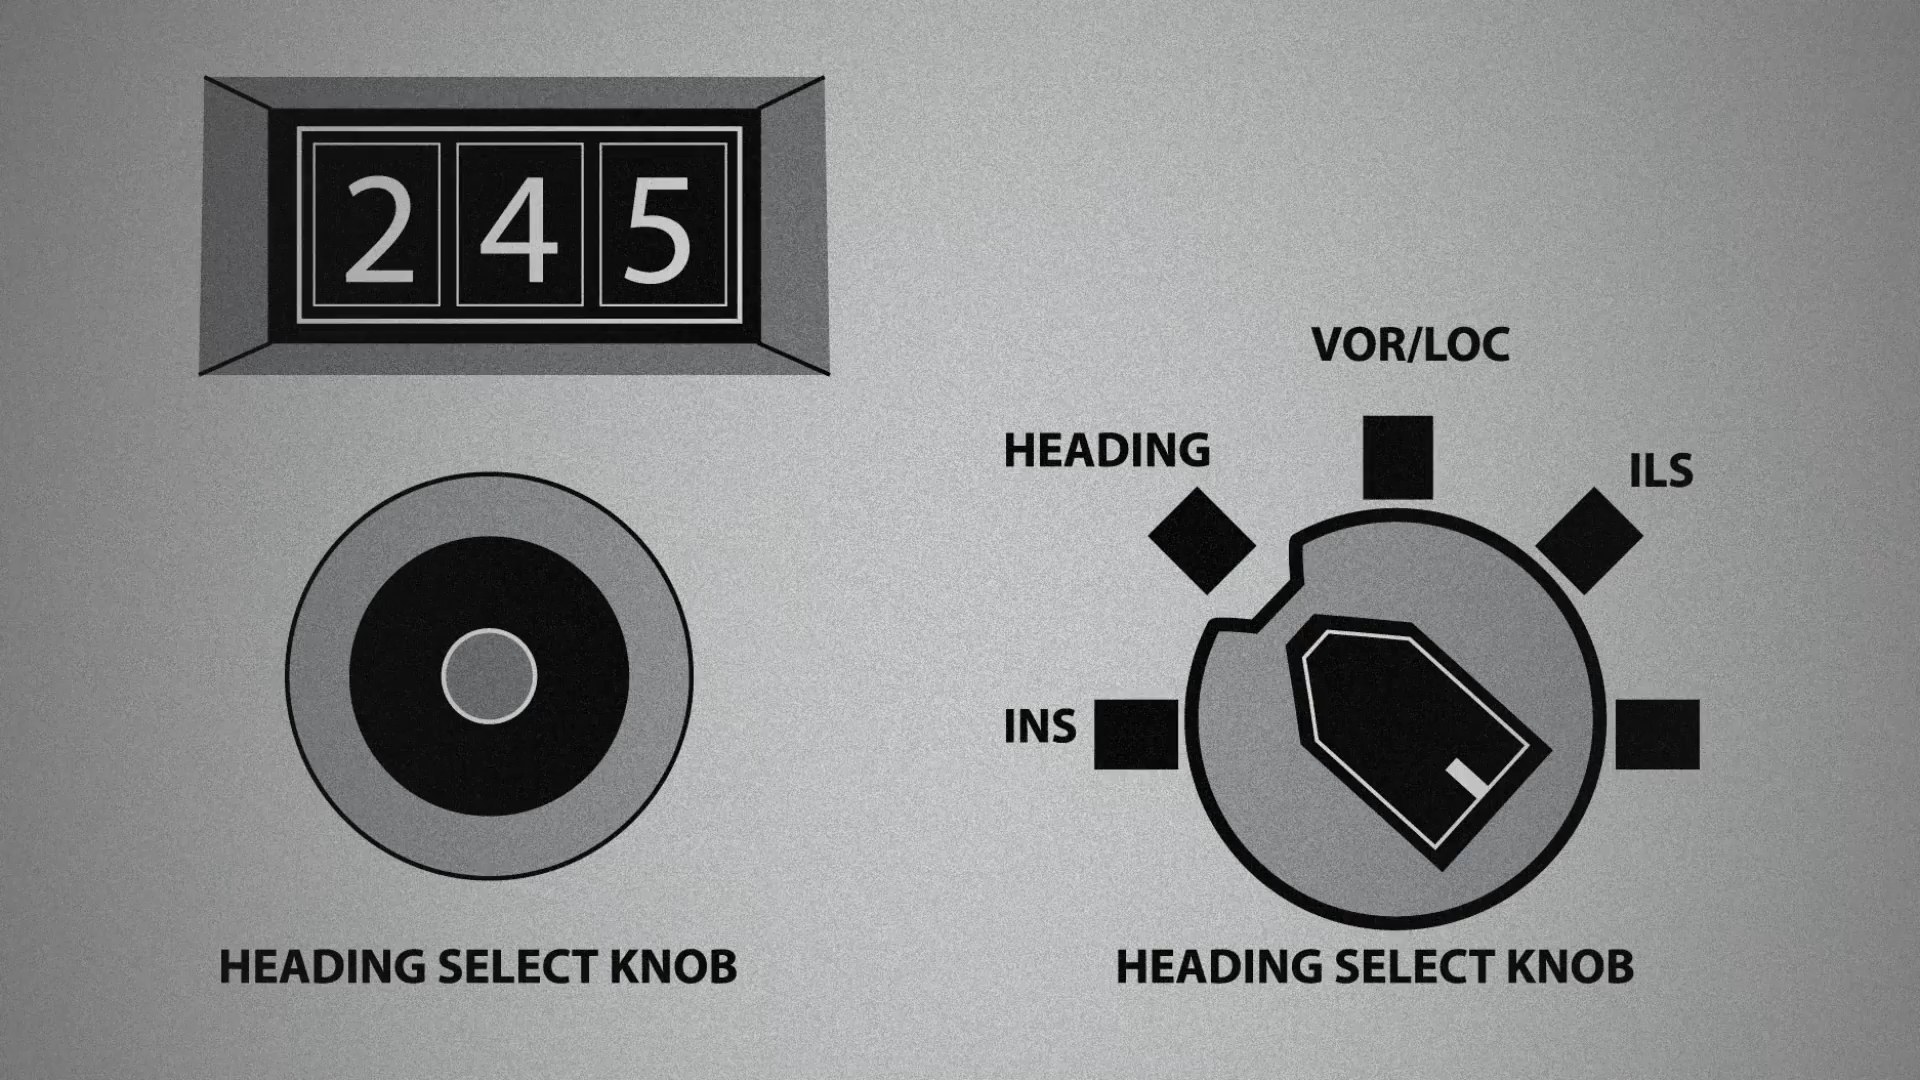 245
VOR/LOC
HEADING
ILS
INS
HEADING SELECT KNOB
HEADING SELECT KNOB